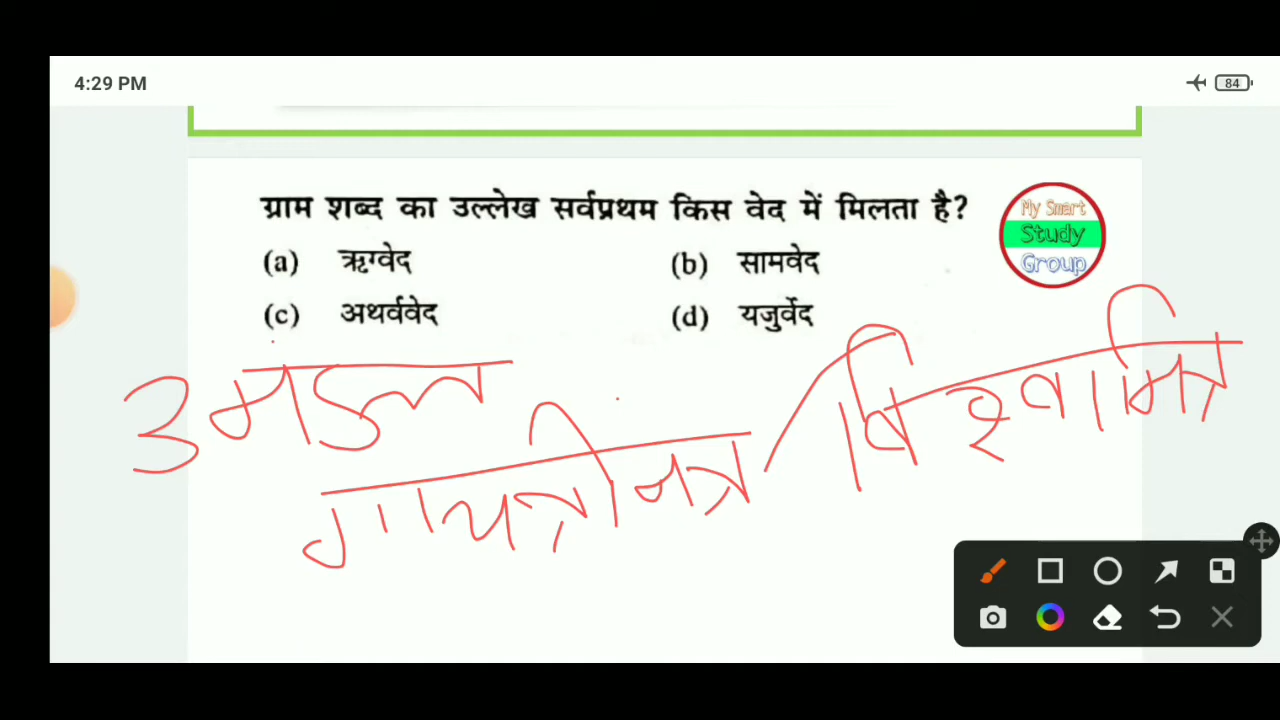 4:29 PM 84
ग्राम शब्द का उल्लेख सर्वप्रथम किस वेद में मिलता है?
My Smart
Study
Group
(a) ऋग्वेद (b) सामवेद
(c) अथर्ववेद (d) यजुर्वेद
3 मंडल
गायत्री मंत्र / विश्वामित्र